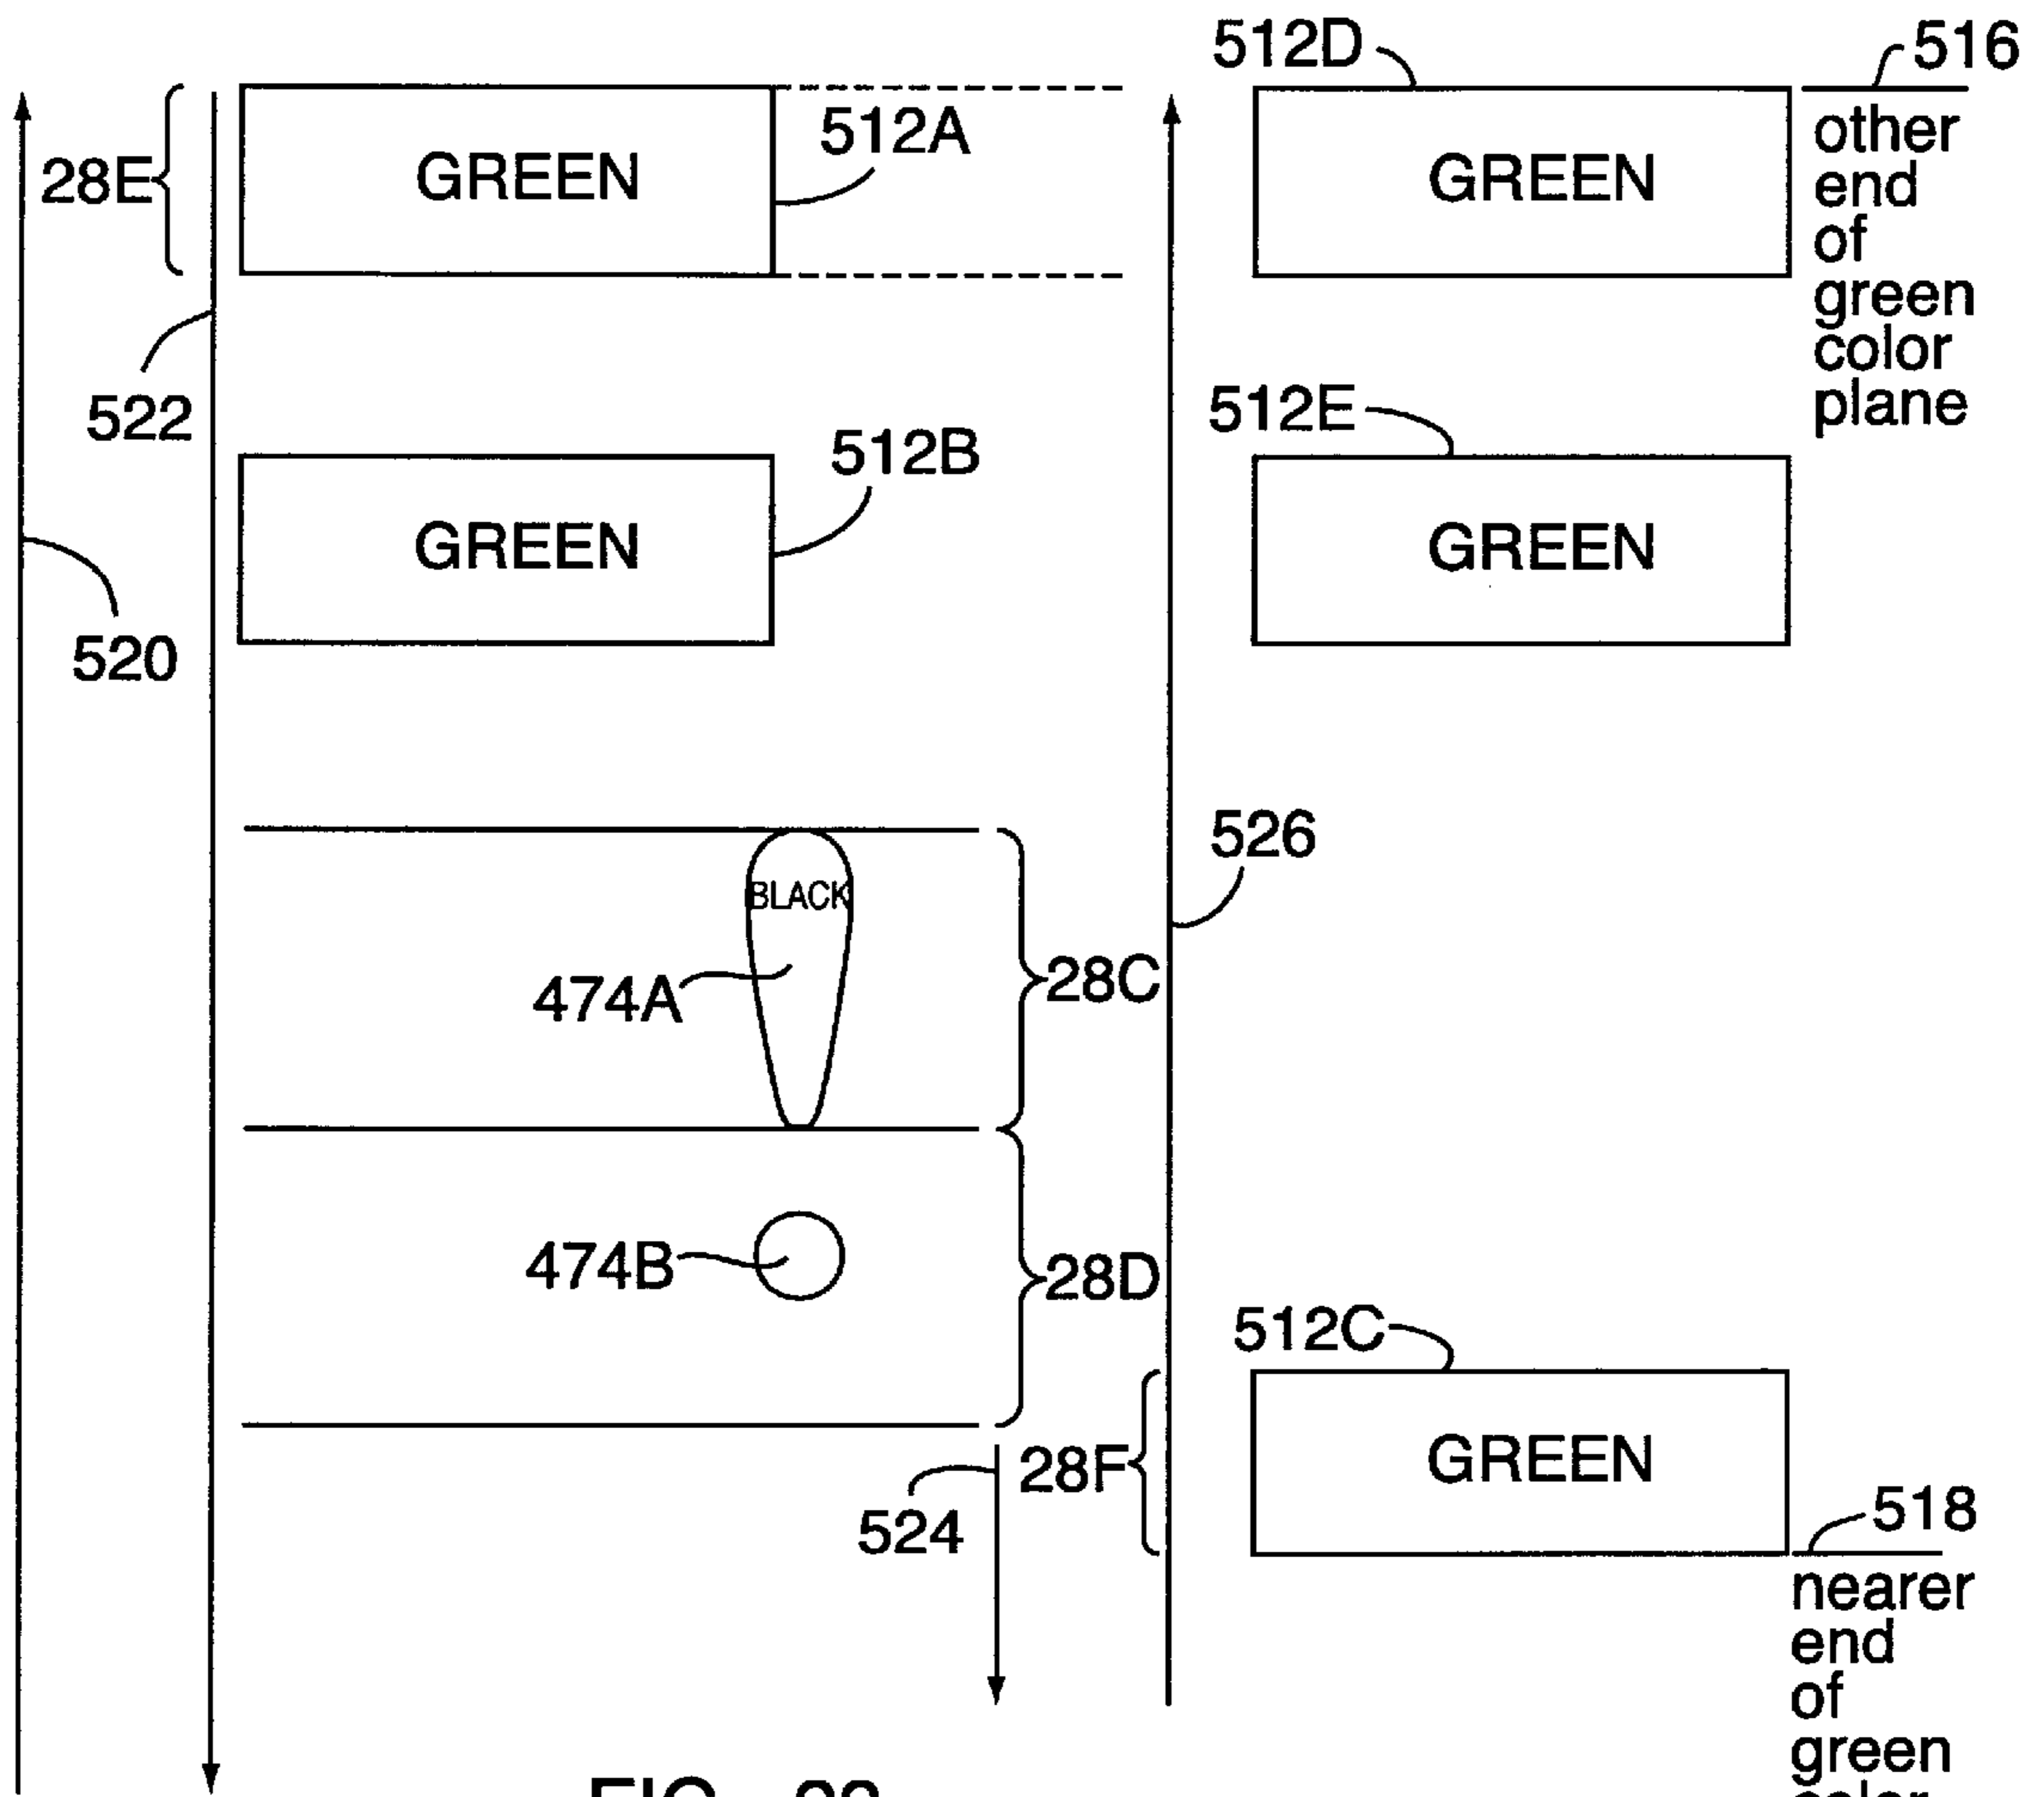 512D
516
28E
GREEN
512A
GREEN
other
end
of
green
color
plane
522
512B
512E
GREEN
GREEN
520
526
BLACK
474A
28C
474B
28D
512C
28F
GREEN
524
518
nearer
end
of
green